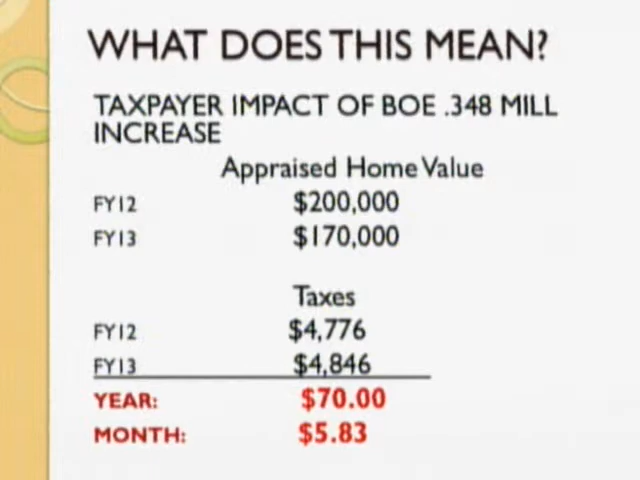 WHAT DOES THIS MEAN?
TAXPAYER IMPACT OF BOE .348 MILL
INCREASE
Appraised Home Value
FY12 $200,000
FY13 $170,000
Taxes
FY12 $4,776
FY13 $4,846
YEAR: $70.00
MONTH: $5.83